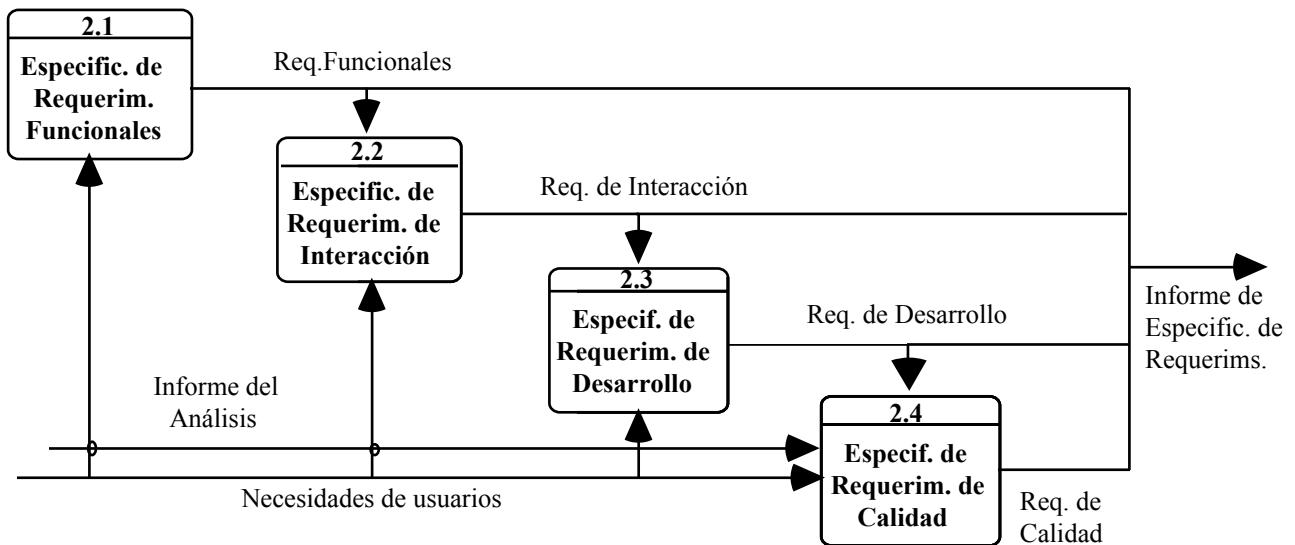 2.1
Especific. de
Requerim.
Funcionales
Req.Funcionales
2.2
Especific. de
Requerim. de
Interacción
Req. de Interacción
2.3
Especif. de
Requerim. de
Desarrollo
Req. de Desarrollo
Informe de
Especific. de
Requerims.
Informe del
Análisis
2.4
Especif. de
Requerim. de
Calidad
Necesidades de usuarios
Req. de
Calidad